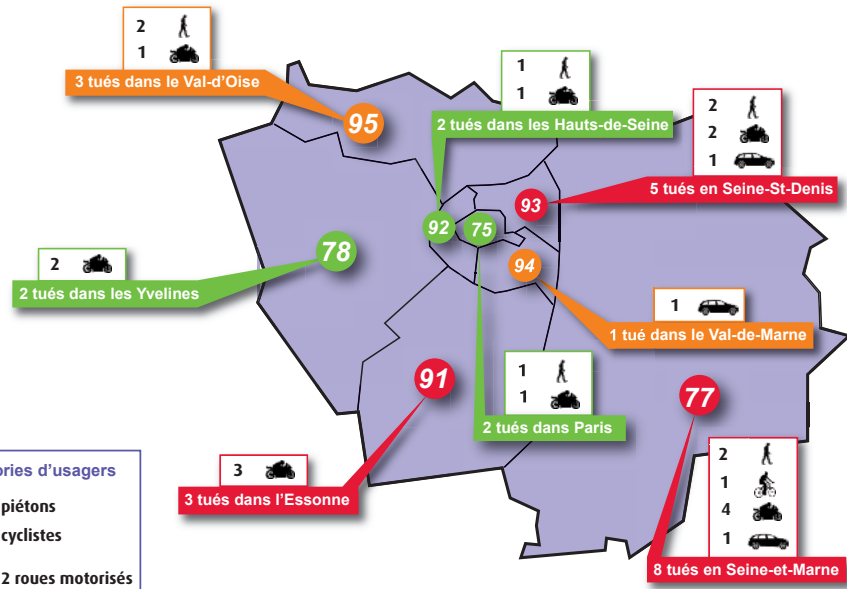 2
1
3 tués dans le Val-d'Oise
95
1
1
2 tués dans les Hauts-de-Seine
2
2
1
5 tués en Seine-St-Denis
93
92
75
78
2
2 tués dans les Yvelines
94
1
1 tué dans le Val-de-Marne
91
1
1
2 tués dans Paris
77
3
3 tués dans l'Essonne
2
1
4
1
8 tués en Seine-et-Marne
ories d'usagers
piétons
cyclistes
2 roues motorisés